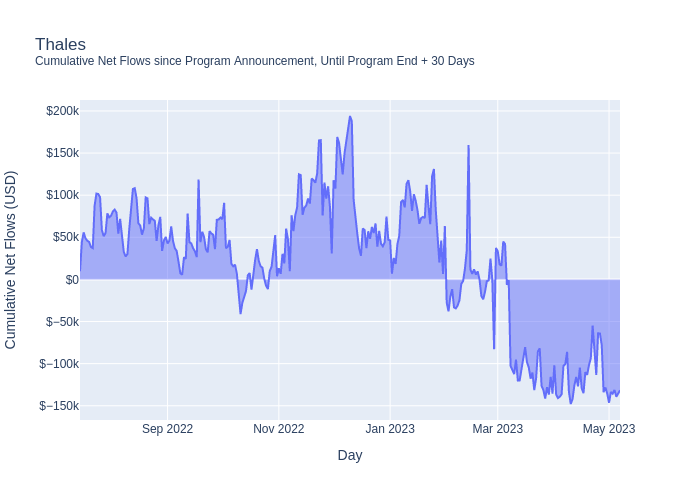 Thales
Cumulative Net Flows since Program Announcement, Until Program End + 30 Days
Cumulative Net Flows (USD)
$200k
$150k
$100k
$50k
$0
$−50k
$−100k
$−150k
Sep 2022
Nov 2022
Jan 2023
Mar 2023
May 2023
Day